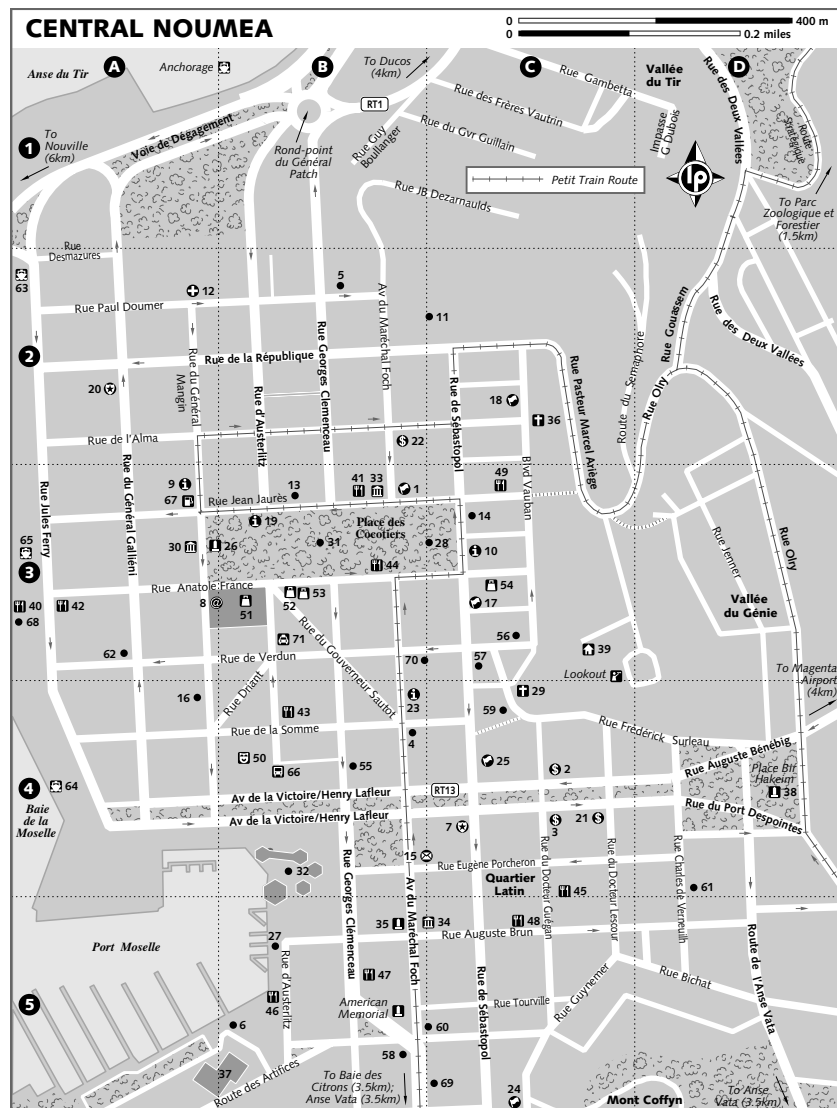 CENTRAL NOUMEA
0 400 m
0 0.2 miles
A
B
C
D
Anse du Tir
Anchorage
To Ducos
(4km)
RT1
Rue Gambetta
Vallée
du Tir
Rue des Deux Vallées
Route
Stratégique
Rue des Frères Vautrin
Rue du Gvr Guillain
Impasse
G Dubois
1
To
Nouville
(6km)
Voie de Dégagement
Rond-point
du Général
Patch
Rue Guy
Boullanger
Petit Train Route
lp
Rue JB Dezarnaulds
To Parc
Zoologique et
Forestier
(1.5km)
Rue
Desmazures
63
12
5
11
Rue Paul Doumer
Av du Maréchal Foch
Rue Gouassem
Rue des Deux Vallées
2
Rue de la République
Rue Georges Clemenceau
Rue du Général
Mangin
Rue d'Austerlitz
Rue de Sébastopol
Rue Pasteur Marcel Ariège
Route du Semaphore
Rue Olry
20
18
36
22
Rue de l'Alma
9
67
13
41
33
1
49
Blvd Vauban
Rue Jean Jaurès
Rue Jules Ferry
Rue du Général Galliéni
19
Place des
Cocotiers
14
65
30
26
31
28
10
Rue Jenner
Rue Olry
3
44
Rue Anatole France
54
40
42
68
8
51
52
53
17
Vallée
du Génie
71
Rue du Gouverneur Sautot
56
39
62
Rue de Verdun
70
57
Lookout
To Magenta
Airport
(4km)
16
Rue Driant
43
23
29
59
Rue de la Somme
4
Rue Frédérick Surleau
Rue Auguste Bénébig
50
66
55
25
2
Place Bir
Hakeim
38
4
64
Baie
de la
Moselle
Av de la Victoire/Henry Lafleur
RT13
Av de la Victoire/Henry Lafleur
Rue du Port Despointes
7
3
21
15
Rue Eugène Porcheron
32
Rue Georges Clémenceau
Av du Maréchal Foch
Quartier
Latin
Rue du Docteur Guégan
45
Rue du Docteur Lescour
Rue Charles de Verneuilh
61
35
34
48
27
Rue Auguste Brun
Port Moselle
Rue d'Austerlitz
47
Rue de Sébastopol
Rue Guynemer
Rue Bichat
Route de l'Anse Vata
5
46
American
Memorial
Rue Tourville
6
60
58
37
Route des Artifices
To Baie des
Citrons (3.5km);
Anse Vata (3.5km)
69
24
Mont Coffyn
To Anse
Vata (3.5km)